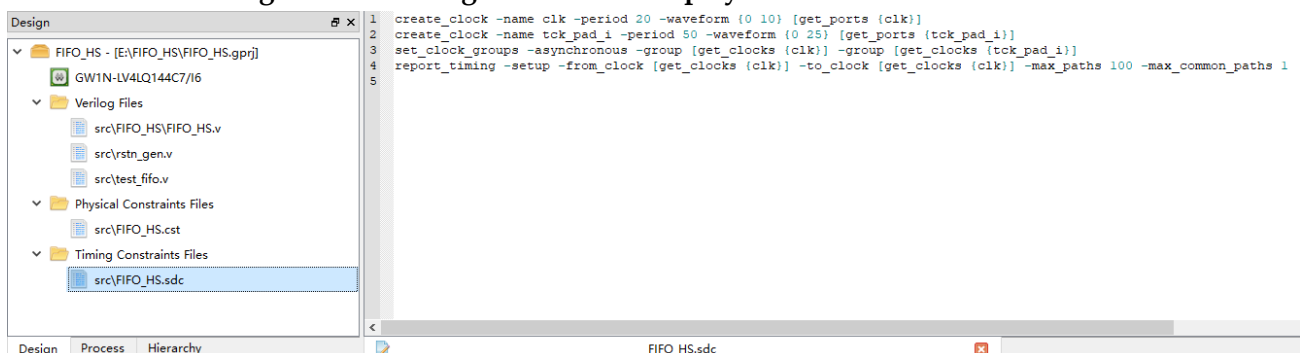 Design
FIFO_HS - [E:\FIFO_HS\FIFO_HS.gprj]
GW1N-LV4LQ144C7/I6
Verilog Files
src\FIFO_HS\FIFO_HS.v
src\rstn_gen.v
src\test_fifo.v
Physical Constraints Files
src\FIFO_HS.cst
Timing Constraints Files
src\FIFO_HS.sdc
Design Process Hierarchy
1 create_clock -name clk -period 20 -waveform {0 10} [get_ports {clk}]
2 create_clock -name tck_pad_i -period 50 -waveform {0 25} [get_ports {tck_pad_i}]
3 set_clock_groups -asynchronous -group [get_clocks {clk}] -group [get_clocks {tck_pad_i}]
4 report_timing -setup -from_clock [get_clocks {clk}] -to_clock [get_clocks {clk}] -max_paths 100 -max_common_paths 1
5
FIFO_HS.sdc